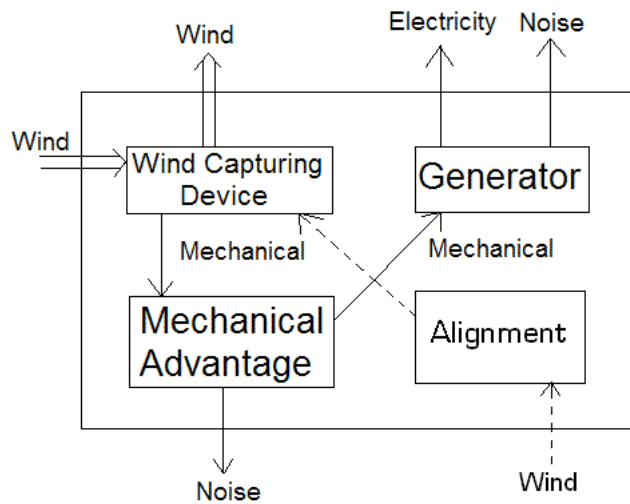 Wind
Electricity
Noise
Wind
Wind Capturing
Device
Generator
Mechanical
Mechanical
Mechanical
Advantage
Alignment
Noise
Wind